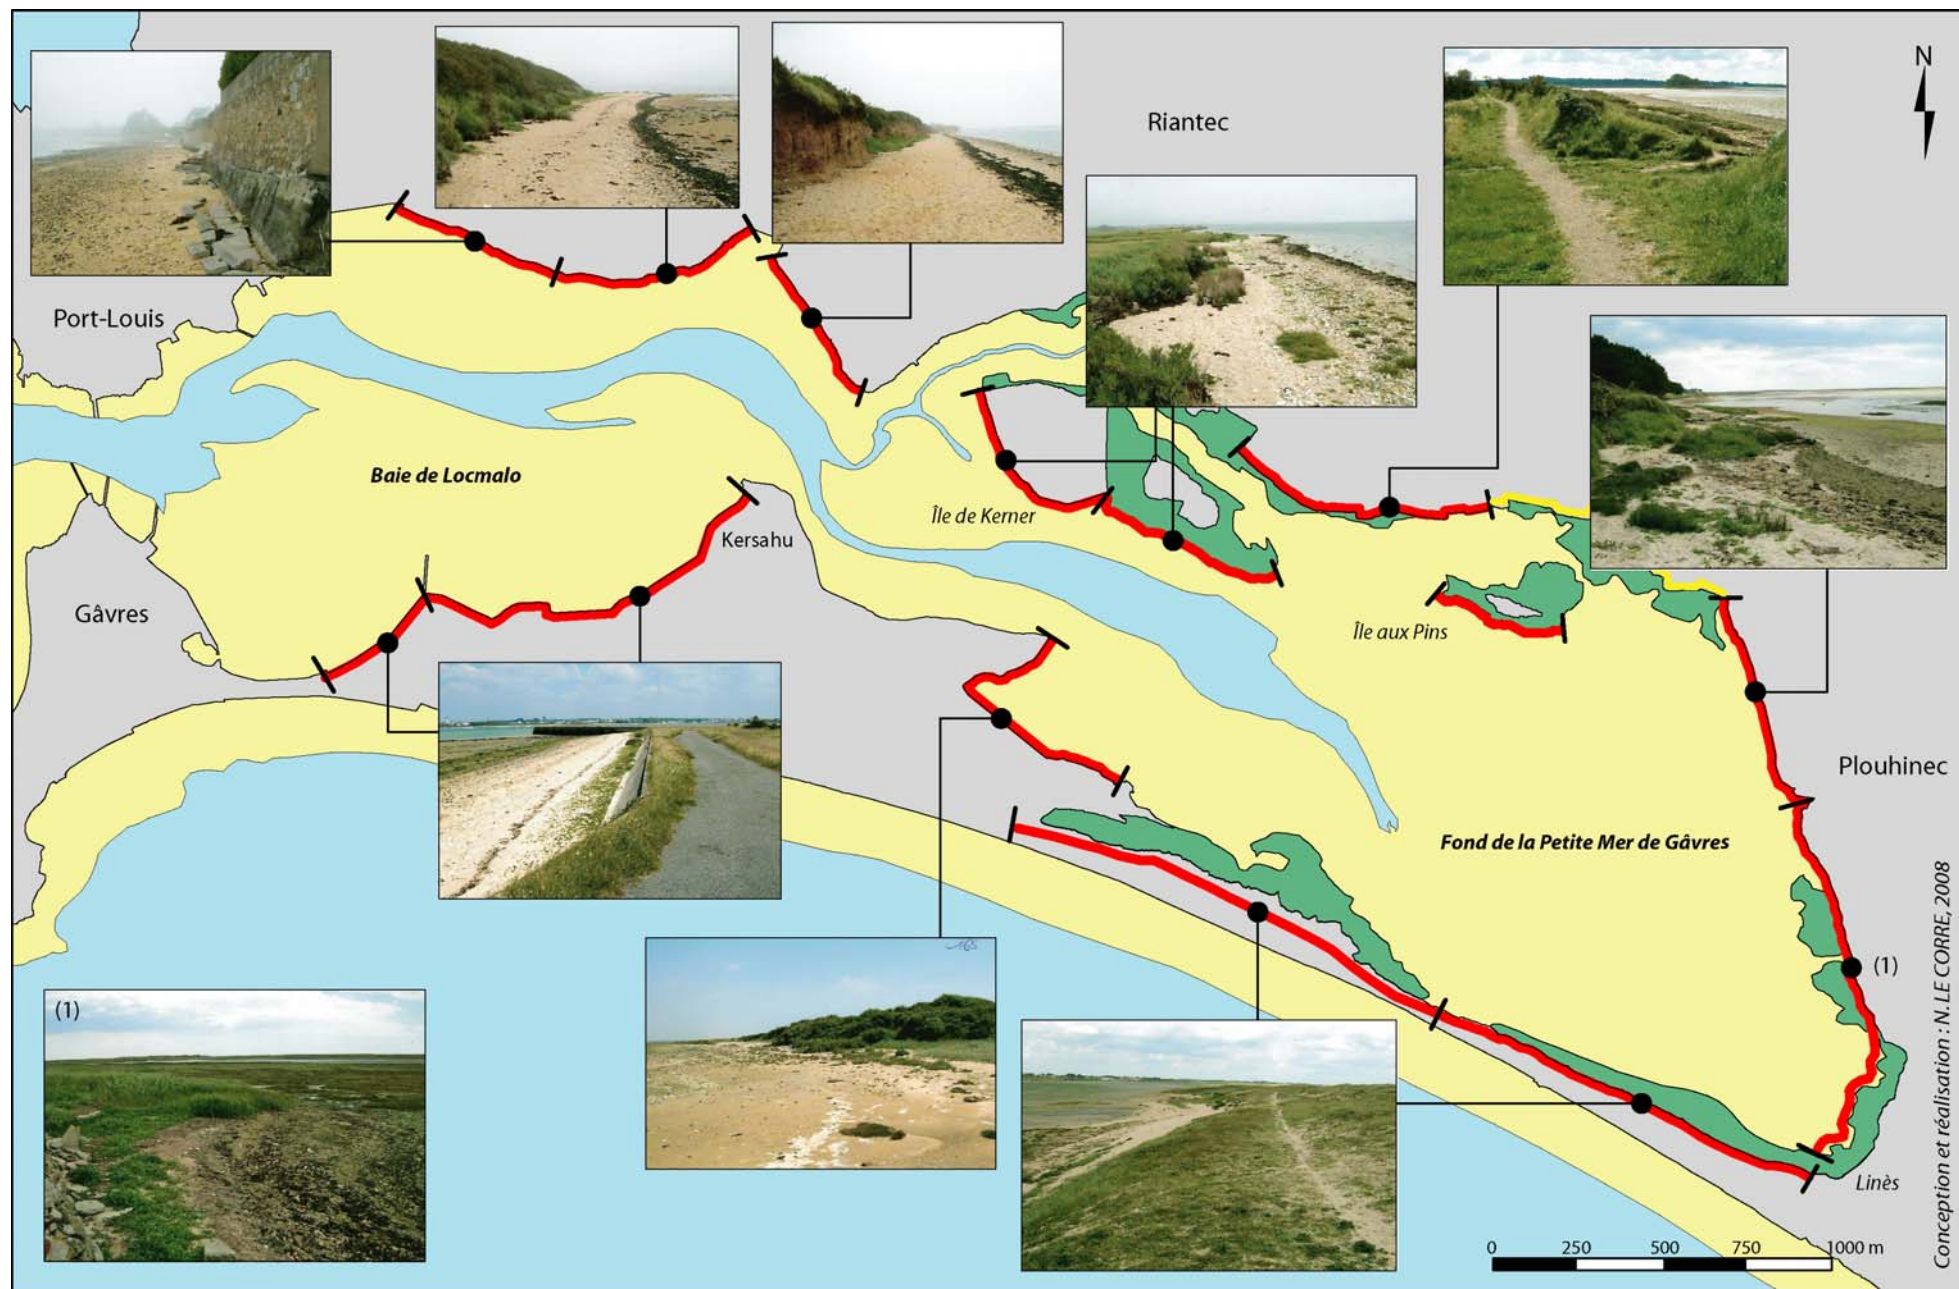 N
Riantec
Port-Louis
Baie de Locmalo
Île de Kerner
Kersahu
Gâvres
Île aux Pins
Plouhinec
Fond de la Petite Mer de Gâvres
165
(1)
(1)
Linès
0 250 500 750 1000 m
Conception et réalisation : N. LE CORRE, 2008